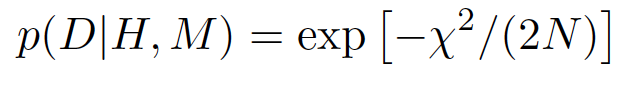 p(D|H, M) = exp [−χ²/(2N)]